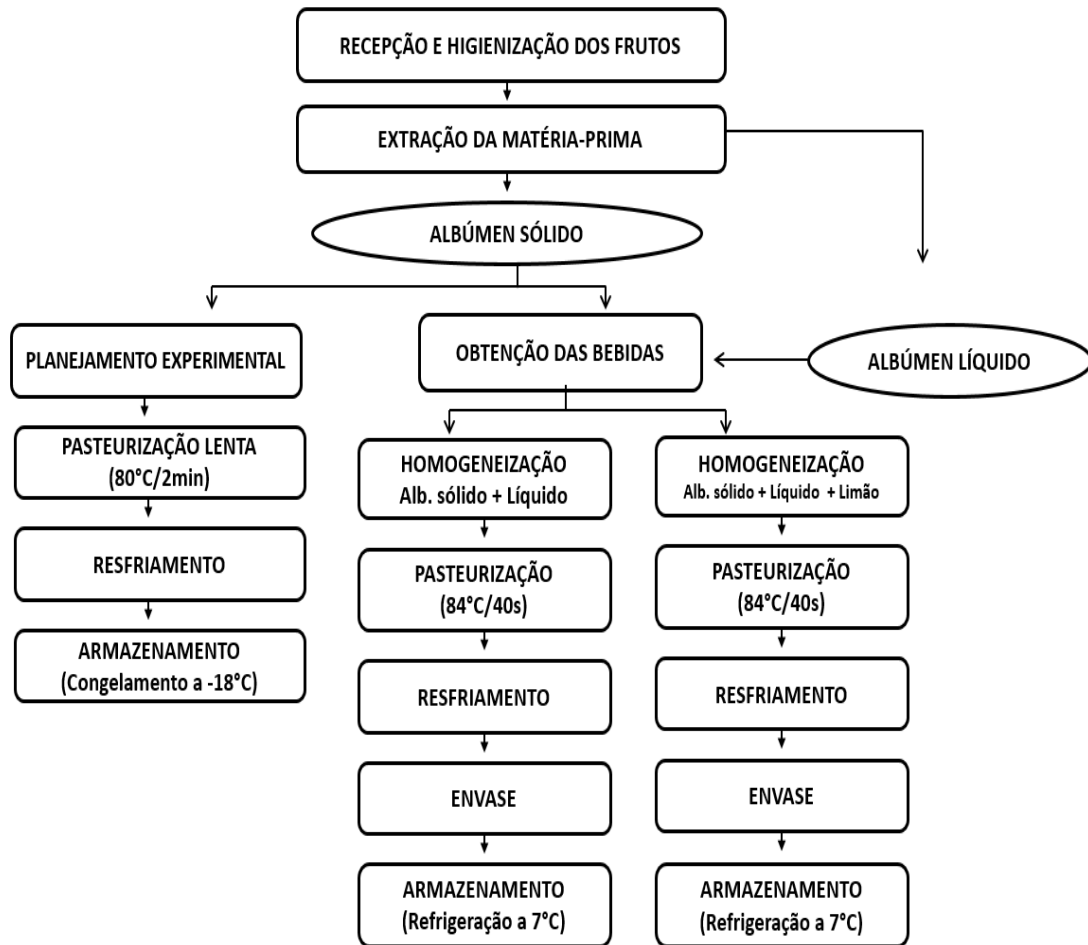 RECEPÇÃO E HIGIENIZAÇÃO DOS FRUTOS
EXTRAÇÃO DA MATÉRIA-PRIMA
ALBÚMEN SÓLIDO
PLANEJAMENTO EXPERIMENTAL
OBTENÇÃO DAS BEBIDAS
ALBÚMEN LÍQUIDO
PASTEURIZAÇÃO LENTA
(80°C/2min)
RESFRIAMENTO
ARMAZENAMENTO
(Congelamento a -18°C)
HOMOGENEIZAÇÃO
Alb. sólido + Líquido
PASTEURIZAÇÃO
(84°C/40s)
RESFRIAMENTO
ENVASE
ARMAZENAMENTO
(Refrigeração a 7°C)
HOMOGENEIZAÇÃO
Alb. sólido + Líquido + Limão
PASTEURIZAÇÃO
(84°C/40s)
RESFRIAMENTO
ENVASE
ARMAZENAMENTO
(Refrigeração a 7°C)